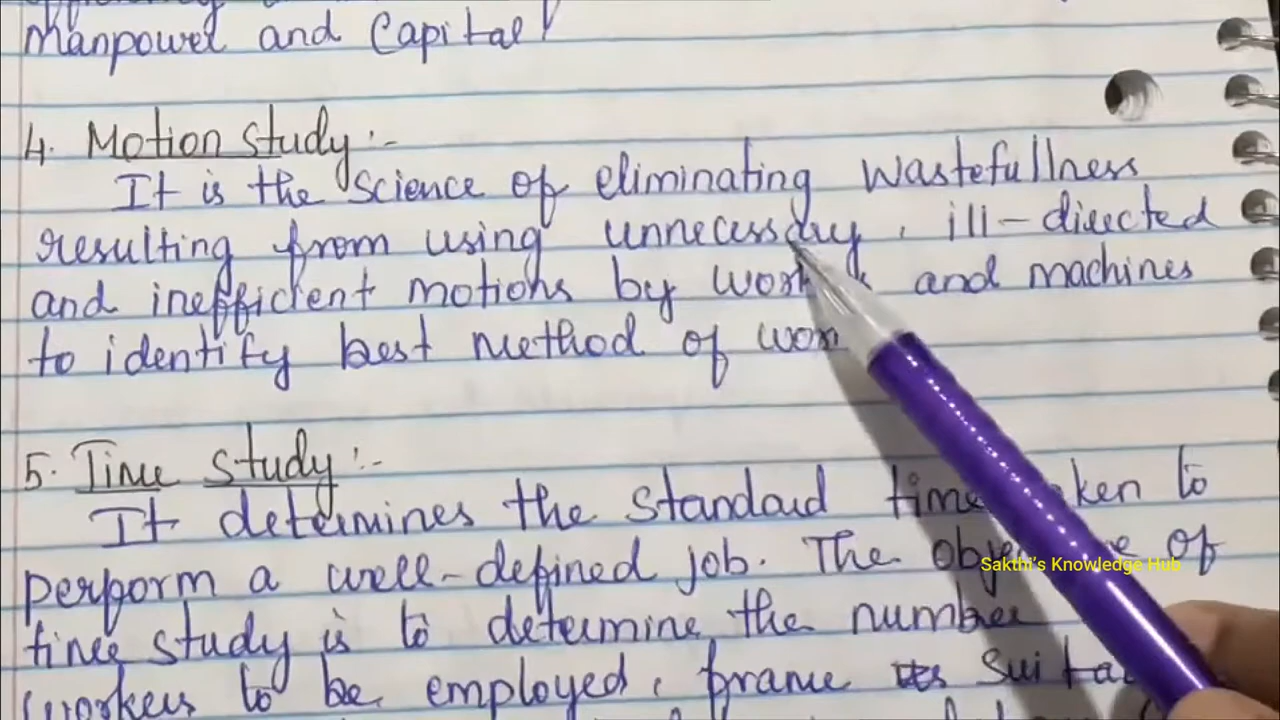 Manpower and Capital!
4. Motion study :-
It is the Science of eliminating wastefullness
resulting from using unnecessary, ill-directed
and inefficient motions by and machines
to identify best method of
5. Time study :-
It determines the standard time to
perform a well-defined job. The of
time study is to determine the number
workers to be employed, frame
Sakthi's Knowledge Hub